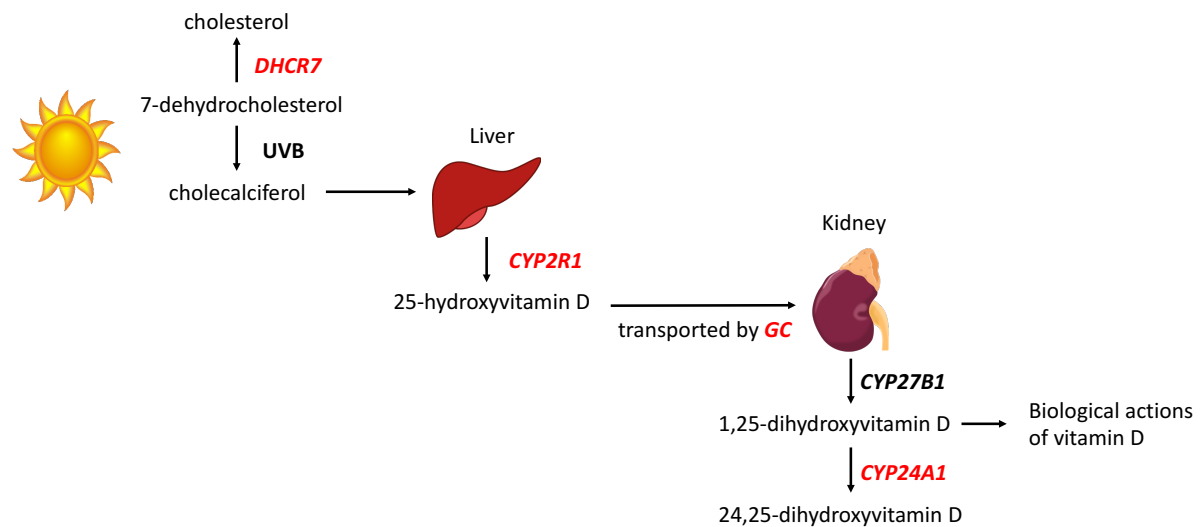 cholesterol
DHCR7
7-dehydrocholesterol
UVB
cholecalciferol
Liver
CYP2R1
25-hydroxyvitamin D
transported by GC
Kidney
CYP27B1
1,25-dihydroxyvitamin D
Biological actions
of vitamin D
CYP24A1
24,25-dihydroxyvitamin D